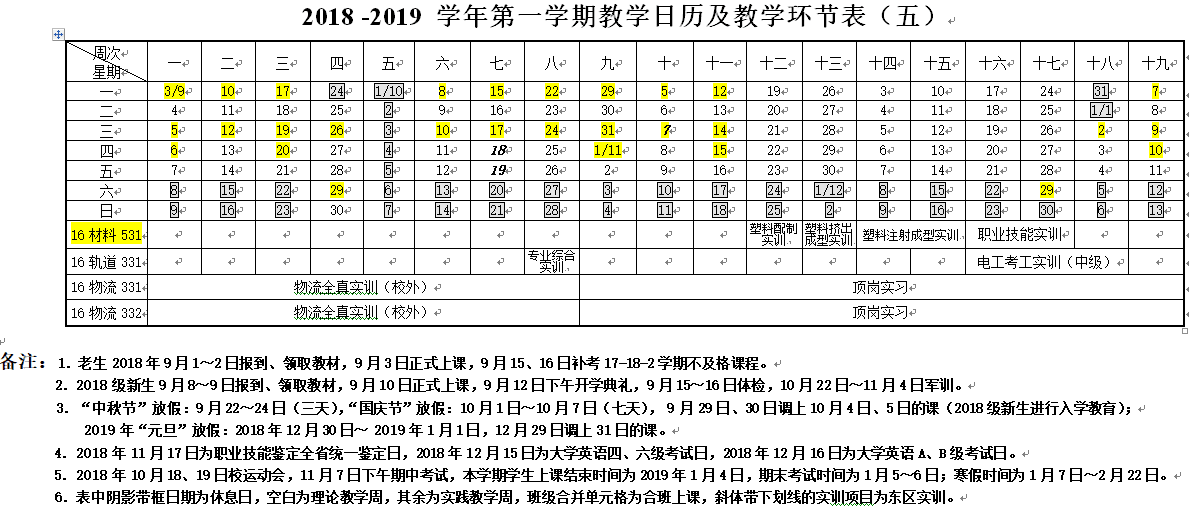 2018 -2019 学年第一学期教学日历及教学环节表（五）
周次 一 二 三 四 五 六 七 八 九 十 十一 十二 十三 十四 十五 十六 十七 十八 十九
星期
一 3/9 10 17 24 1/10 8 15 22 29 5 12 19 26 3 10 17 24 31 7
二 4 11 18 25 2 9 16 23 30 6 13 20 27 4 11 18 25 1/1 8
三 5 12 19 26 3 10 17 24 31 7 14 21 28 5 12 19 26 2 9
四 6 13 20 27 4 11 18 25 1/11 8 15 22 29 6 13 20 27 3 10
五 7 14 21 28 5 12 19 26 2 9 16 23 30 7 14 21 28 4 11
六 8 15 22 29 6 13 20 27 3 10 17 24 1/12 8 15 22 29 5 12
日 9 16 23 30 7 14 21 28 4 11 18 25 2 9 16 23 30 6 13
16 材料 531 塑料配制实训 塑料挤出成型实训 塑料注射成型实训 职业技能实训
16 轨道 331 专业综合实训 电工考工实训（中级）
16 物流 331 物流全真实训（校外） 顶岗实习
16 物流 332 物流全真实训（校外） 顶岗实习
备注：1．老生 2018 年 9 月 1～2 日报到、领取教材，9 月 3 日正式上课，9 月 15、16 日补考 17-18-2 学期不及格课程。
2．2018 级新生 9 月 8～9 日报到、领取教材，9 月 10 日正式上课，9 月 12 日下午开学典礼，9 月 15～16 日体检，10 月 22 日～11 月 4 日军训。
3．“中秋节”放假：9 月 22～24 日（三天），“国庆节”放假：10 月 1 日～10 月 7 日（七天）， 9 月 29 日、30 日调上 10 月 4 日、5 日的课（2018 级新生进行入学教育）；
2019 年“元旦”放假：2018 年 12 月 30 日～ 2019 年 1 月 1 日，12 月 29 日调上 31 日的课。
4．2018 年 11 月 17 日为职业技能鉴定全省统一鉴定日，2018 年 12 月 15 日为大学英语四、六级考试日，2018 年 12 月 16 日为大学英语 A、B 级考试日。
5．2018 年 10 月 18、19 日校运动会，11 月 7 日下午期中考试，本学期学生上课结束时间为 2019 年 1 月 4 日，期末考试时间为 1 月 5～6 日；寒假时间为 1 月 7 日～2 月 22 日。
6．表中阴影带框日期为休息日，空白为理论教学周，其余为实践教学周，班级合并单元格为合班上课，斜体带下划线的实训项目为东区实训。